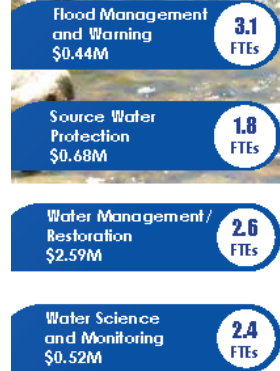 Flood Management
and Warning
$0.44M
3.1
FTEs
Source Water
Protection
$0.68M
1.8
FTEs
Water Management/
Restoration
$2.59M
2.6
FTEs
Water Science
and Monitoring
$0.52M
2.4
FTEs